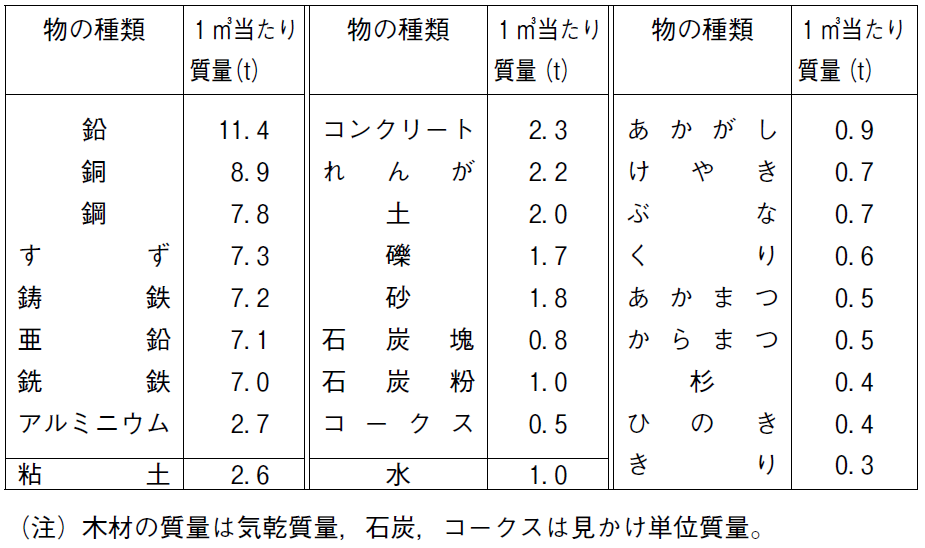 物の種類 1㎥当たり質量(t) 物の種類 1㎥当たり質量(t) 物の種類 1㎥当たり質量(t)
鉛 11.4 コンクリート 2.3 あかがし 0.9
銅 8.9 れんが 2.2 けやき 0.7
鋼 7.8 土 2.0 ぶな 0.7
すず 7.3 礫 1.7 くり 0.6
鋳鉄 7.2 砂 1.8 あかまつ 0.5
亜鉛 7.1 石炭塊 0.8 からまつ 0.5
銑鉄 7.0 石炭粉 1.0 杉 0.4
アルミニウム 2.7 コークス 0.5 ひのき 0.4
粘土 2.6 水 1.0 きり 0.3
（注）木材の質量は気乾質量，石炭，コークスは見かけ単位質量。